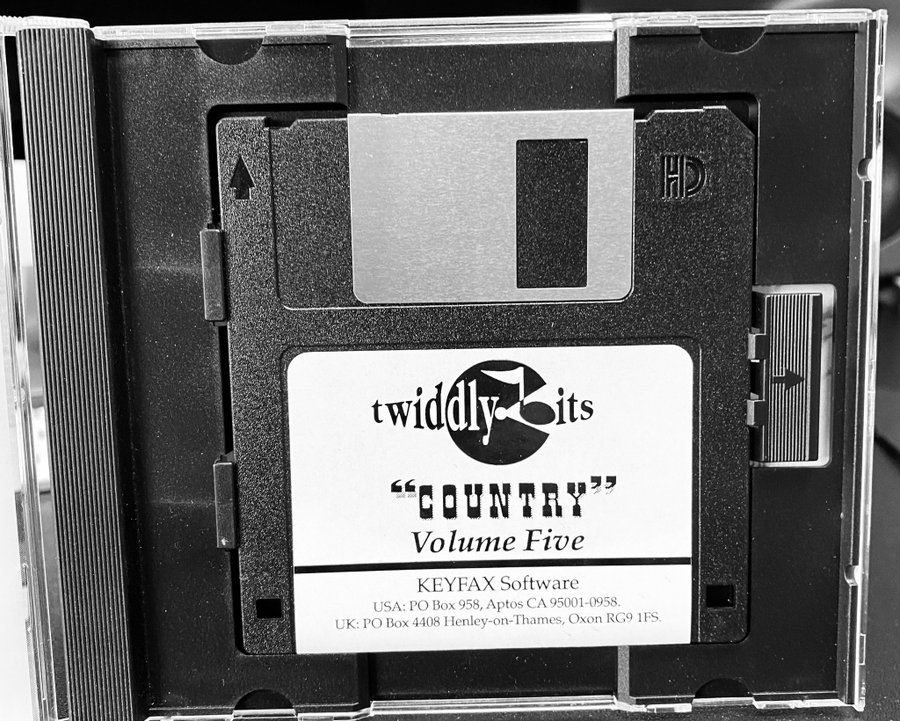 HD
twiddly bits
“COUNTRY”
Volume Five
KEYFAX Software
USA: PO Box 958, Aptos CA 95001-0958.
UK: PO Box 4408 Henley-on-Thames, Oxon RG9 1FS.